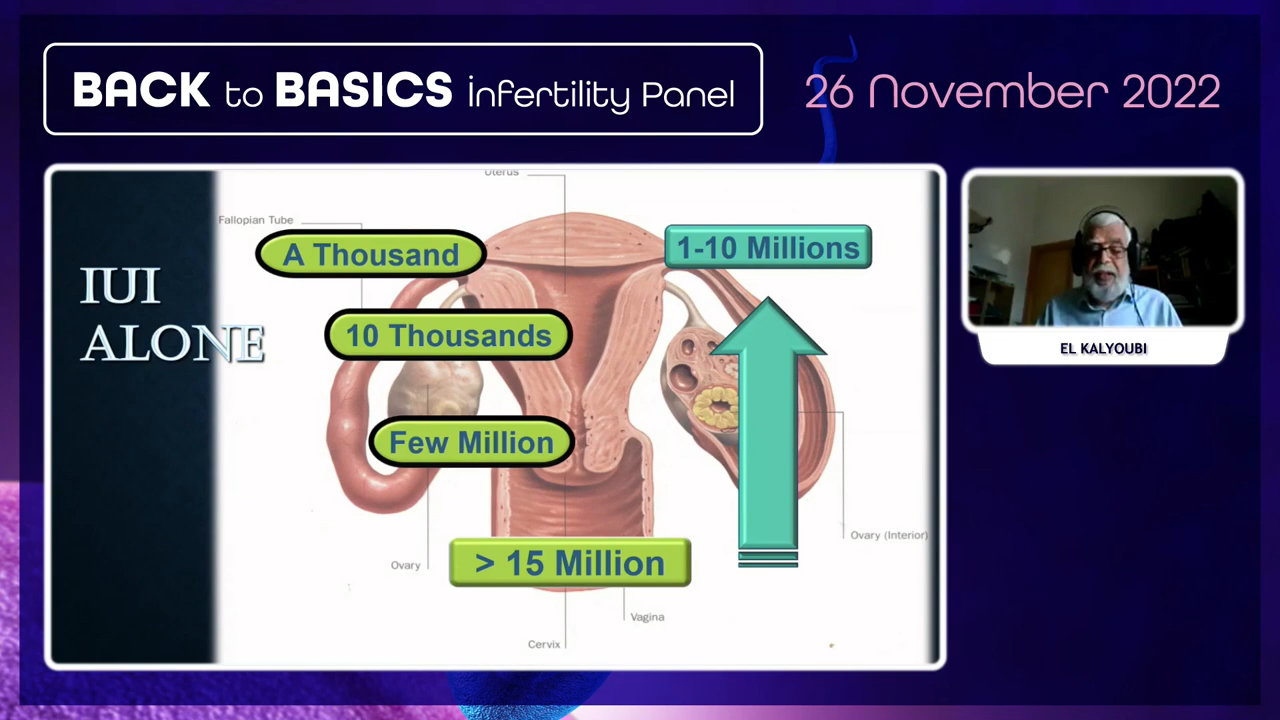 BACK to BASICS infertility Panel
26 November 2022
Uterus
Fallopian Tube
A Thousand
1-10 Millions
IUI
ALONE
10 Thousands
Few Million
Ovary (Interior)
> 15 Million
Ovary
Vagina
Cervix
EL KALYOUBI